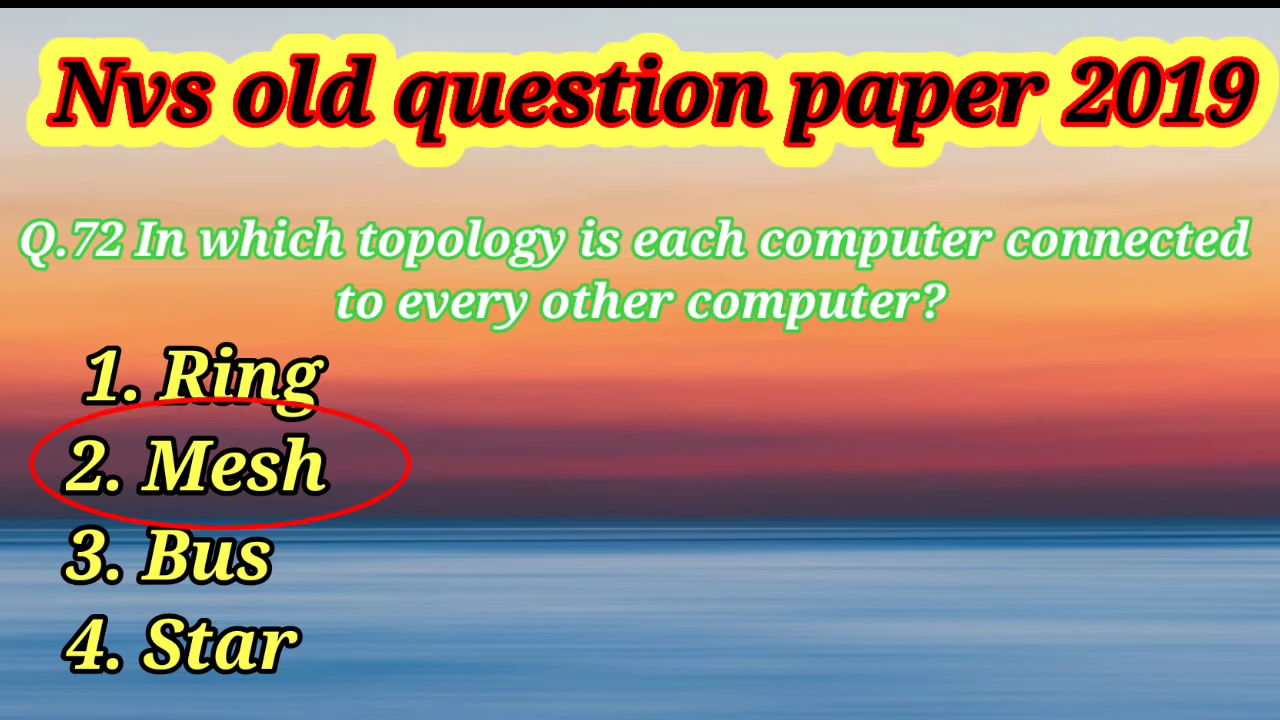 Nvs old question paper 2019
Q.72 In which topology is each computer connected
to every other computer?
1. Ring
2. Mesh
3. Bus
4. Star